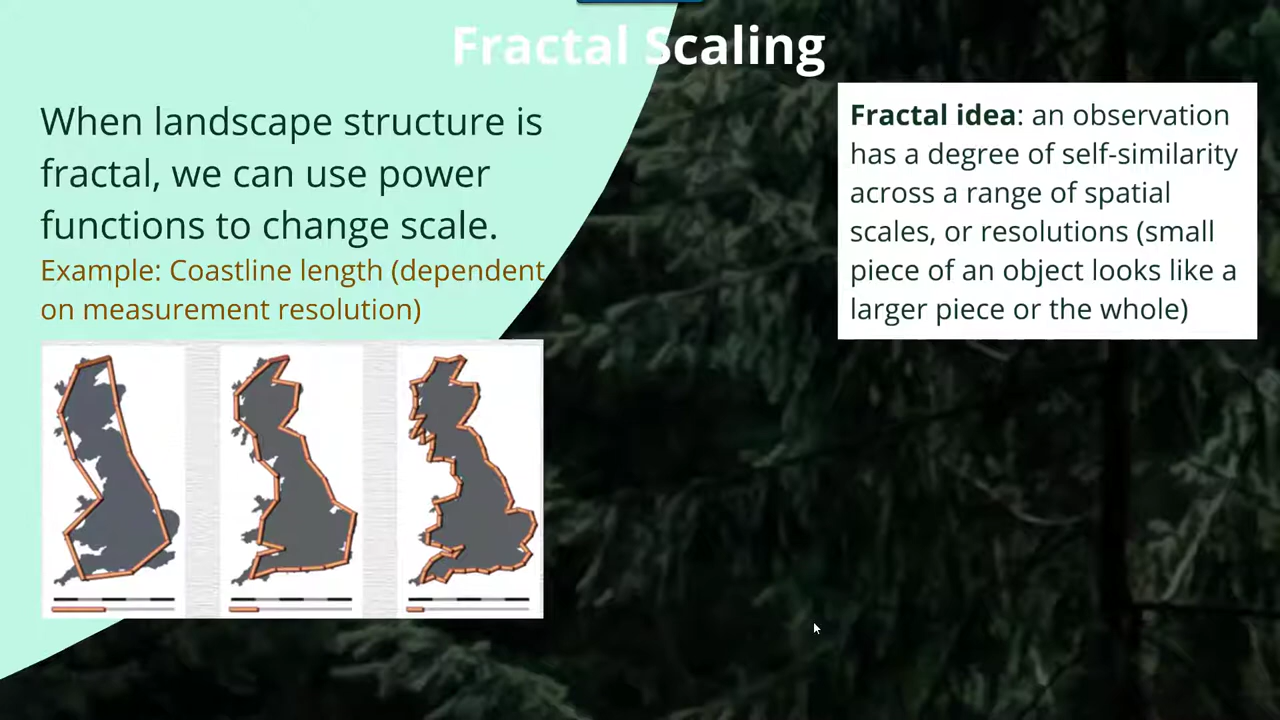 Fractal Scaling
When landscape structure is
fractal, we can use power
functions to change scale.
Example: Coastline length (dependent
on measurement resolution)
Fractal idea: an observation
has a degree of self-similarity
across a range of spatial
scales, or resolutions (small
piece of an object looks like a
larger piece or the whole)